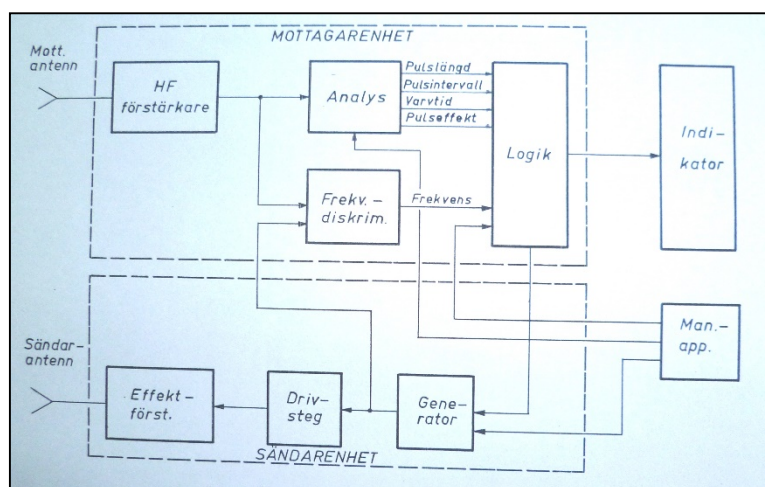 MOTTAGARENHET
Mott.
antenn
HF
förstärkare
Analys
Pulslängd
Pulsintervall
Varvtid
Pulseffekt
Logik
Indi-
kator
Frekv.-
diskrim.
Frekvens
Man.-
app.
Sändar-
antenn
Effekt-
först.
Driv-
steg
Gene-
rator
SÄNDARENHET